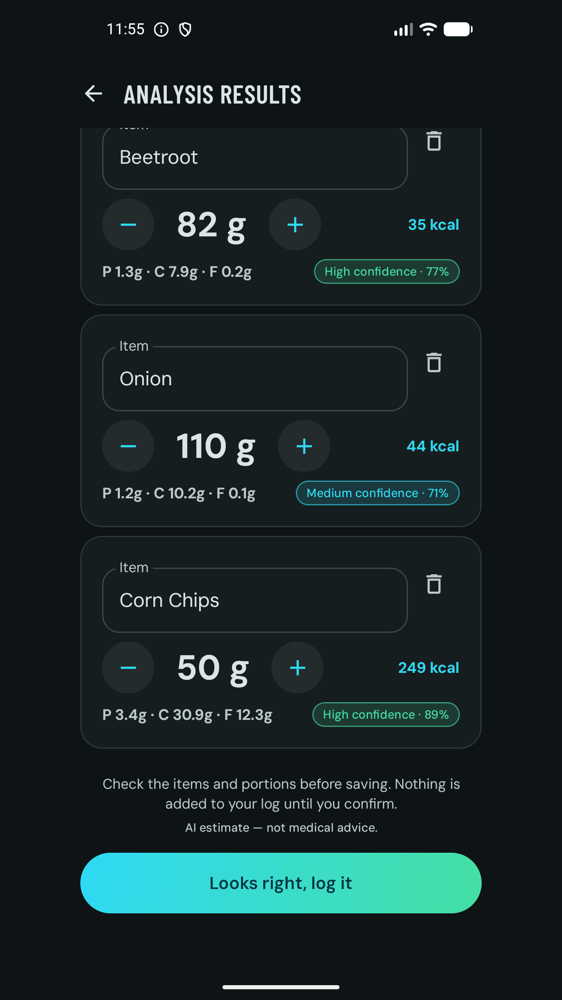 11:55
ANALYSIS RESULTS
Item
Beetroot
82 g
35 kcal
P 1.3g · C 7.9g · F 0.2g
High confidence · 77%
Item
Onion
110 g
44 kcal
P 1.2g · C 10.2g · F 0.1g
Medium confidence · 71%
Item
Corn Chips
50 g
249 kcal
P 3.4g · C 30.9g · F 12.3g
High confidence · 89%
Check the items and portions before saving. Nothing is
added to your log until you confirm.
AI estimate — not medical advice.
Looks right, log it